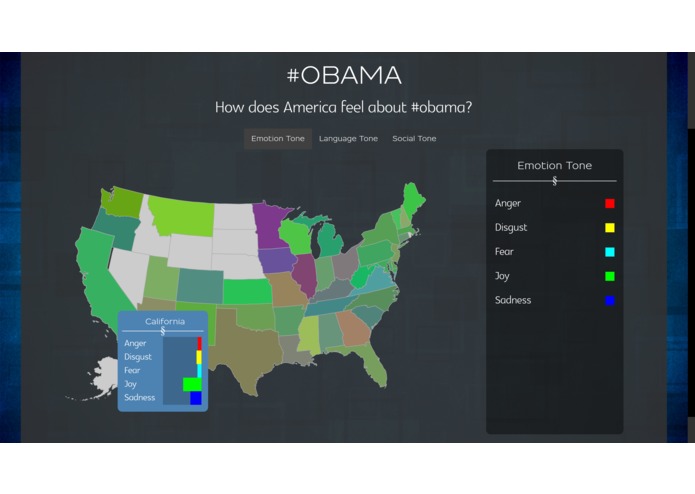 #OBAMA
How does America feel about #obama?
Emotion Tone
Language Tone
Social Tone
Emotion Tone
§
Anger
Disgust
Fear
Joy
Sadness
California
§
Anger
Disgust
Fear
Joy
Sadness